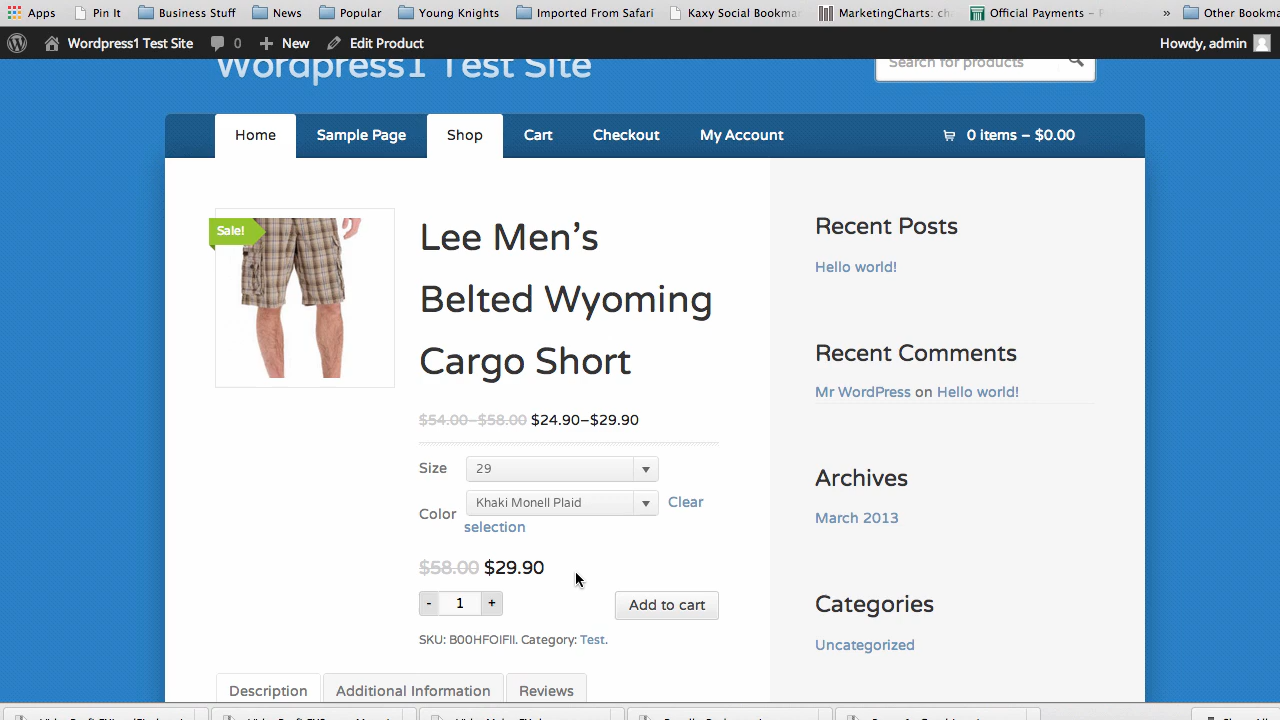 Apps Pin It Business Stuff News Popular Young Knights Imported From Safari Kaxy Social Bookma MarketingCharts: ch Official Payments – P » Other Bookma
Wordpress1 Test Site 0 New Edit Product Howdy, admin
Wordpress1 Test Site
Search for products
Home Sample Page Shop Cart Checkout My Account 0 items – $0.00
Sale!
Lee Men's
Belted Wyoming
Cargo Short
$54.00–$58.00 $24.90–$29.90
Size 29
Color Khaki Monell Plaid Clear
selection
$58.00 $29.90
- 1 + Add to cart
SKU: B00HFOIFII. Category: Test.
Description Additional Information Reviews
Recent Posts
Hello world!
Recent Comments
Mr WordPress on Hello world!
Archives
March 2013
Categories
Uncategorized